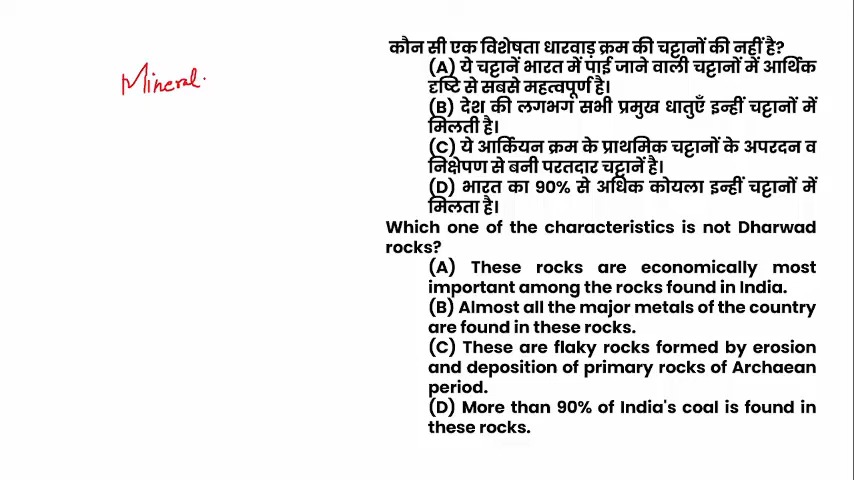 Mineral.
कौन सी एक विशेषता धारवाड़ क्रम की चट्टानों की नहीं है?
(A) ये चट्टानें भारत में पाई जाने वाली चट्टानों में आर्थिक
दृष्टि से सबसे महत्वपूर्ण है।
(B) देश की लगभग सभी प्रमुख धातुएँ इन्हीं चट्टानों में
मिलती है।
(C) ये आर्कियन क्रम के प्राथमिक चट्टानों के अपरदन व
निक्षेपण से बनी परतदार चट्टानें है।
(D) भारत का 90% से अधिक कोयला इन्हीं चट्टानों में
मिलता है।
Which one of the characteristics is not Dharwad
rocks?
(A) These rocks are economically most
important among the rocks found in India.
(B) Almost all the major metals of the country
are found in these rocks.
(C) These are flaky rocks formed by erosion
and deposition of primary rocks of Archaean
period.
(D) More than 90% of India's coal is found in
these rocks.